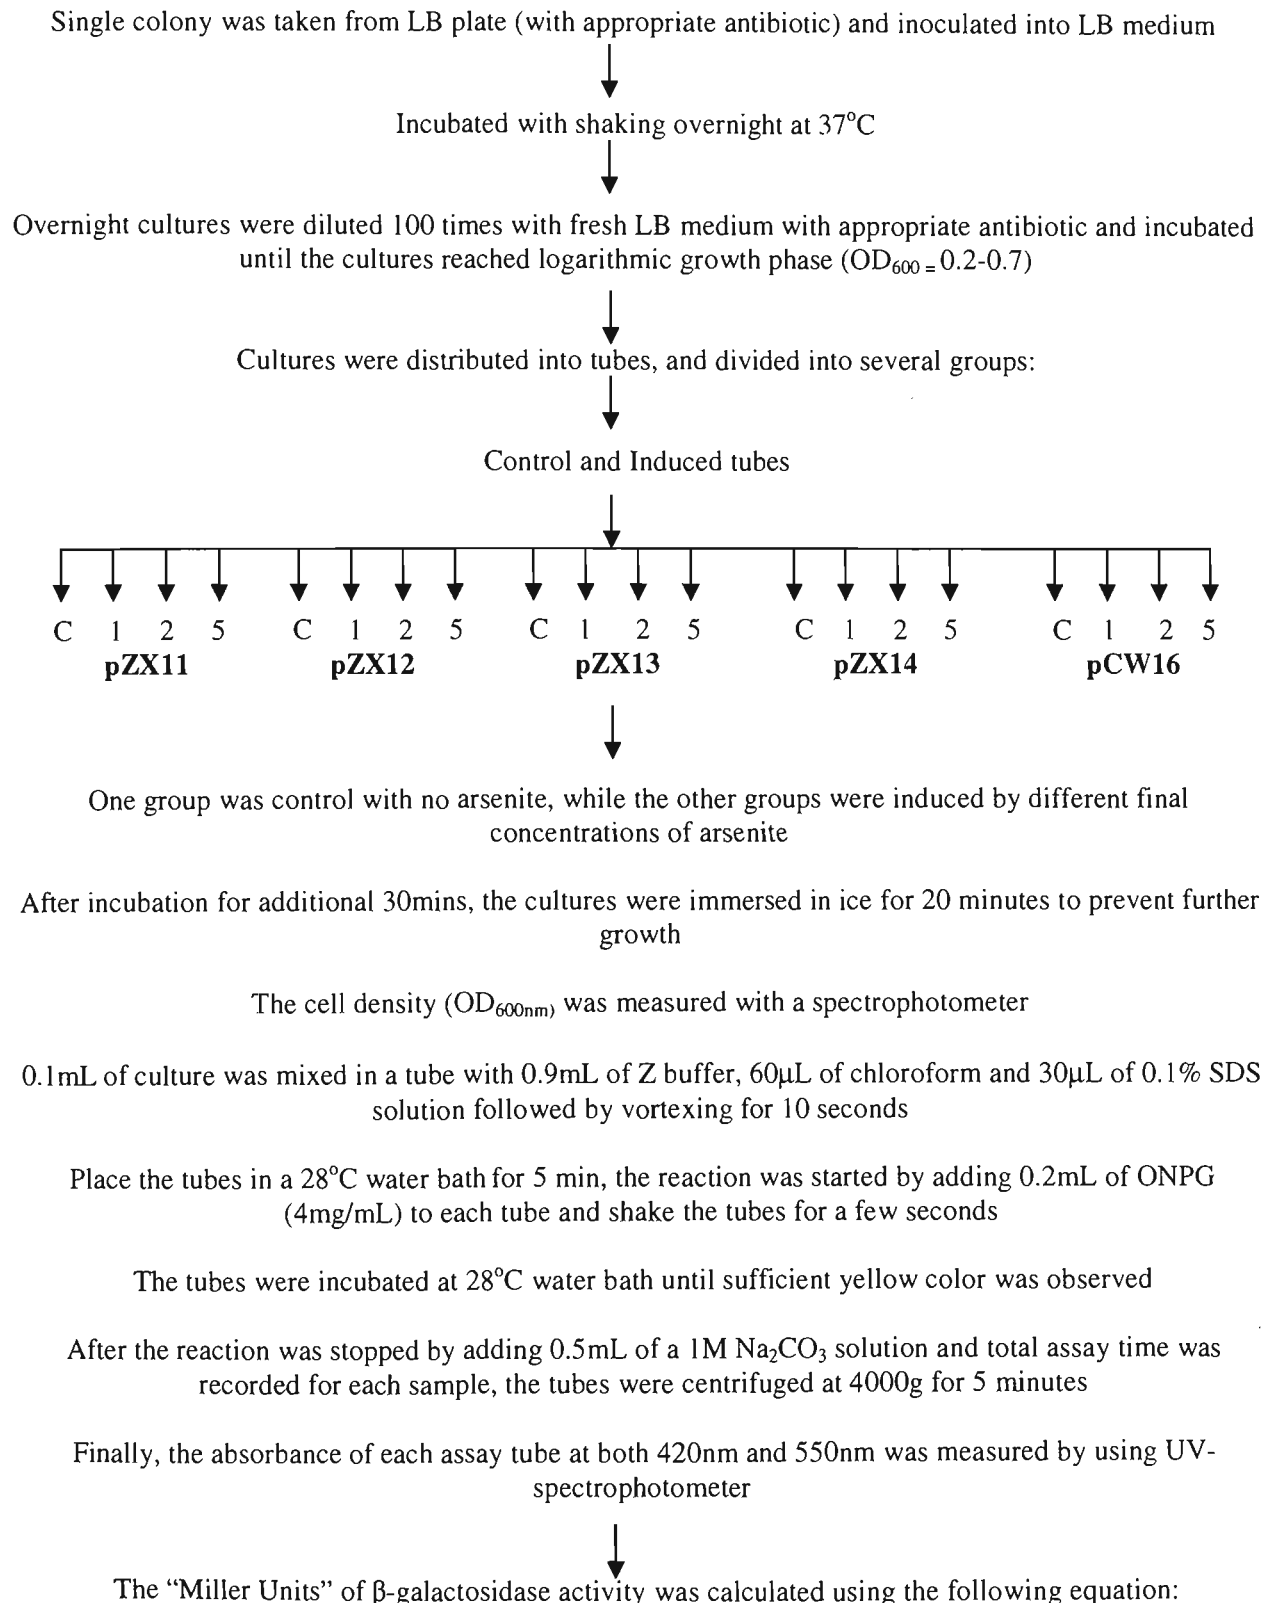 Single colony was taken from LB plate (with appropriate antibiotic) and inoculated into LB medium
Incubated with shaking overnight at 37°C
Overnight cultures were diluted 100 times with fresh LB medium with appropriate antibiotic and incubated
until the cultures reached logarithmic growth phase (OD600 = 0.2-0.7)
Cultures were distributed into tubes, and divided into several groups:
Control and Induced tubes
C 1 2 5 C 1 2 5 C 1 2 5 C 1 2 5 C 1 2 5
pZX11 pZX12 pZX13 pZX14 pCW16
One group was control with no arsenite, while the other groups were induced by different final
concentrations of arsenite
After incubation for additional 30mins, the cultures were immersed in ice for 20 minutes to prevent further
growth
The cell density (OD600nm) was measured with a spectrophotometer
0.1mL of culture was mixed in a tube with 0.9mL of Z buffer, 60µL of chloroform and 30µL of 0.1% SDS
solution followed by vortexing for 10 seconds
Place the tubes in a 28°C water bath for 5 min, the reaction was started by adding 0.2mL of ONPG
(4mg/mL) to each tube and shake the tubes for a few seconds
The tubes were incubated at 28°C water bath until sufficient yellow color was observed
After the reaction was stopped by adding 0.5mL of a 1M Na2CO3 solution and total assay time was
recorded for each sample, the tubes were centrifuged at 4000g for 5 minutes
Finally, the absorbance of each assay tube at both 420nm and 550nm was measured by using UV-
spectrophotometer
The “Miller Units” of β-galactosidase activity was calculated using the following equation: